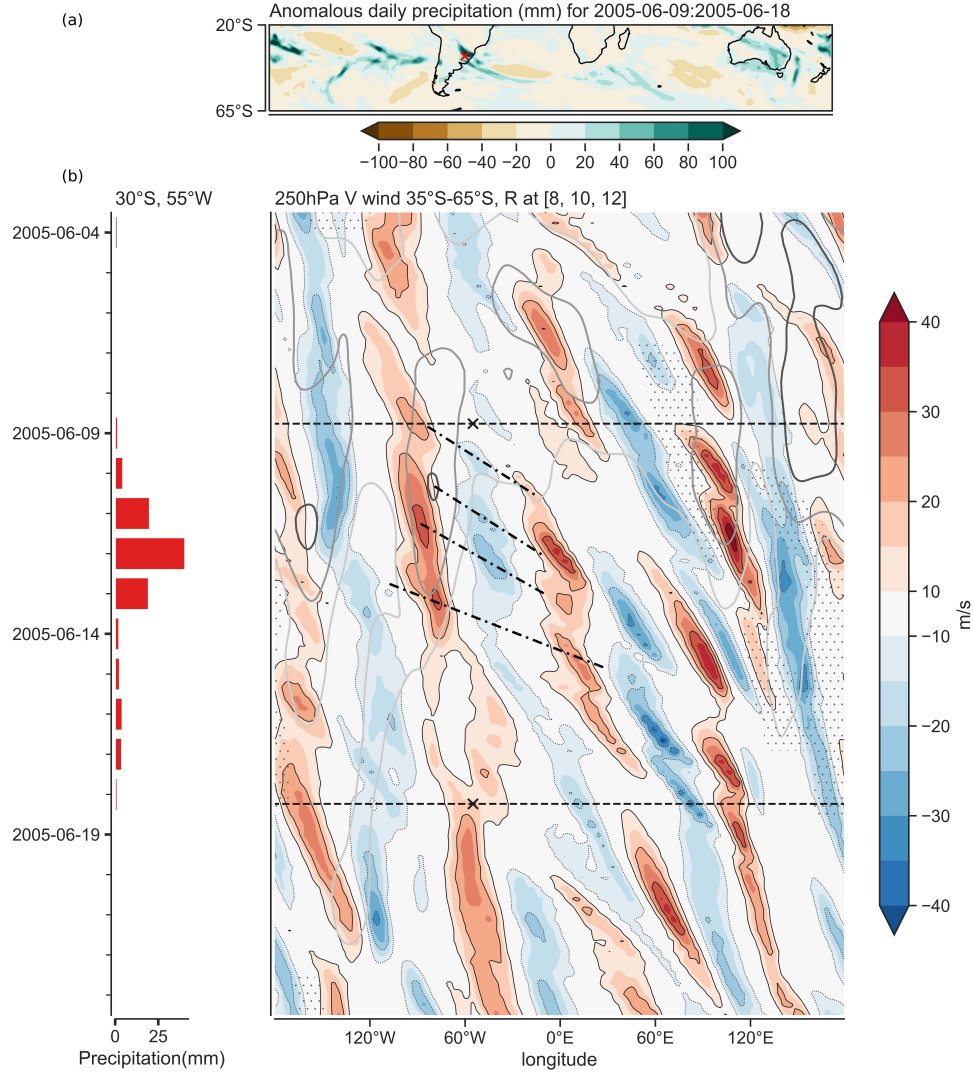 (a)
Anomalous daily precipitation (mm) for 2005-06-09:2005-06-18
20°S
65°S
−100 −80 −60 −40 −20 0 20 40 60 80 100
(b)
30°S, 55°W
250hPa V wind 35°S-65°S, R at [8, 10, 12]
2005-06-04
2005-06-09
2005-06-14
2005-06-19
0 25
Precipitation(mm)
120°W 60°W 0°E 60°E 120°E
longitude
40
30
20
10
−10
−20
−30
−40
m/s